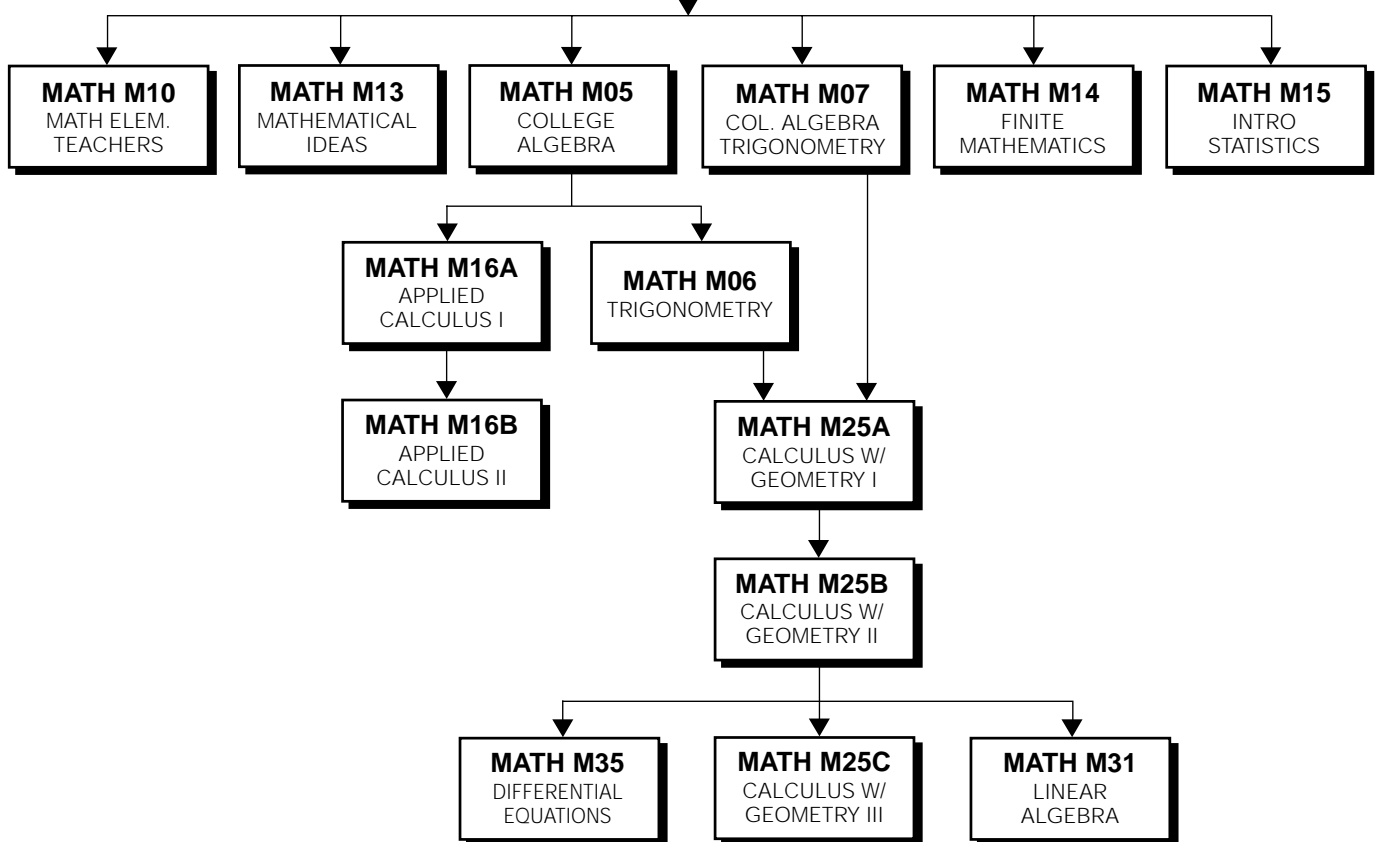 MATH M10
MATH ELEM.
TEACHERS
MATH M13
MATHEMATICAL
IDEAS
MATH M05
COLLEGE
ALGEBRA
MATH M07
COL. ALGEBRA
TRIGONOMETRY
MATH M14
FINITE
MATHEMATICS
MATH M15
INTRO
STATISTICS
MATH M16A
APPLIED
CALCULUS I
MATH M06
TRIGONOMETRY
MATH M16B
APPLIED
CALCULUS II
MATH M25A
CALCULUS W/
GEOMETRY I
MATH M25B
CALCULUS W/
GEOMETRY II
MATH M35
DIFFERENTIAL
EQUATIONS
MATH M25C
CALCULUS W/
GEOMETRY III
MATH M31
LINEAR
ALGEBRA